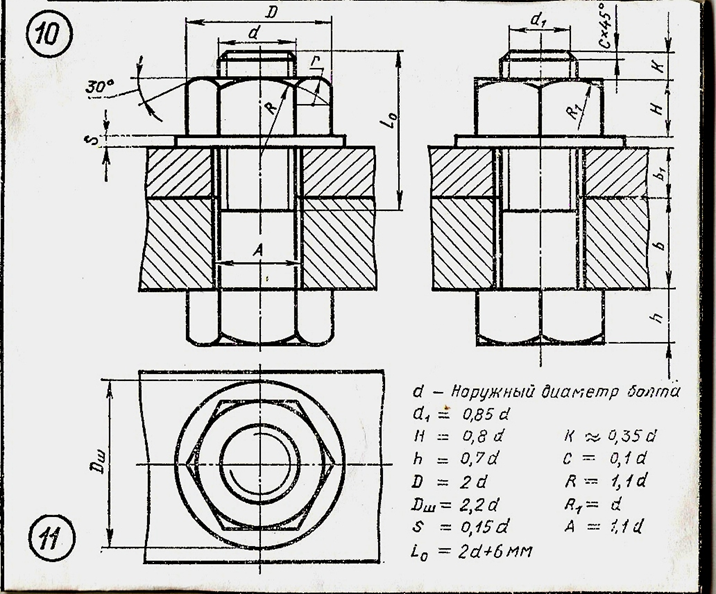 10
D
d
30°
r
R
S
L₀
A
d₁
C×45°
K
R₁
H
b₁
b
h
Dш
11
d – Наружный диаметр болта
d₁ = 0,85 d
H = 0,8 d K ≈ 0,35 d
h = 0,7 d C = 0,1 d
D = 2 d R = 1,1 d
Dш = 2,2 d R₁ = d
S = 0,15 d A = 1,1 d
L₀ = 2d+6 мм